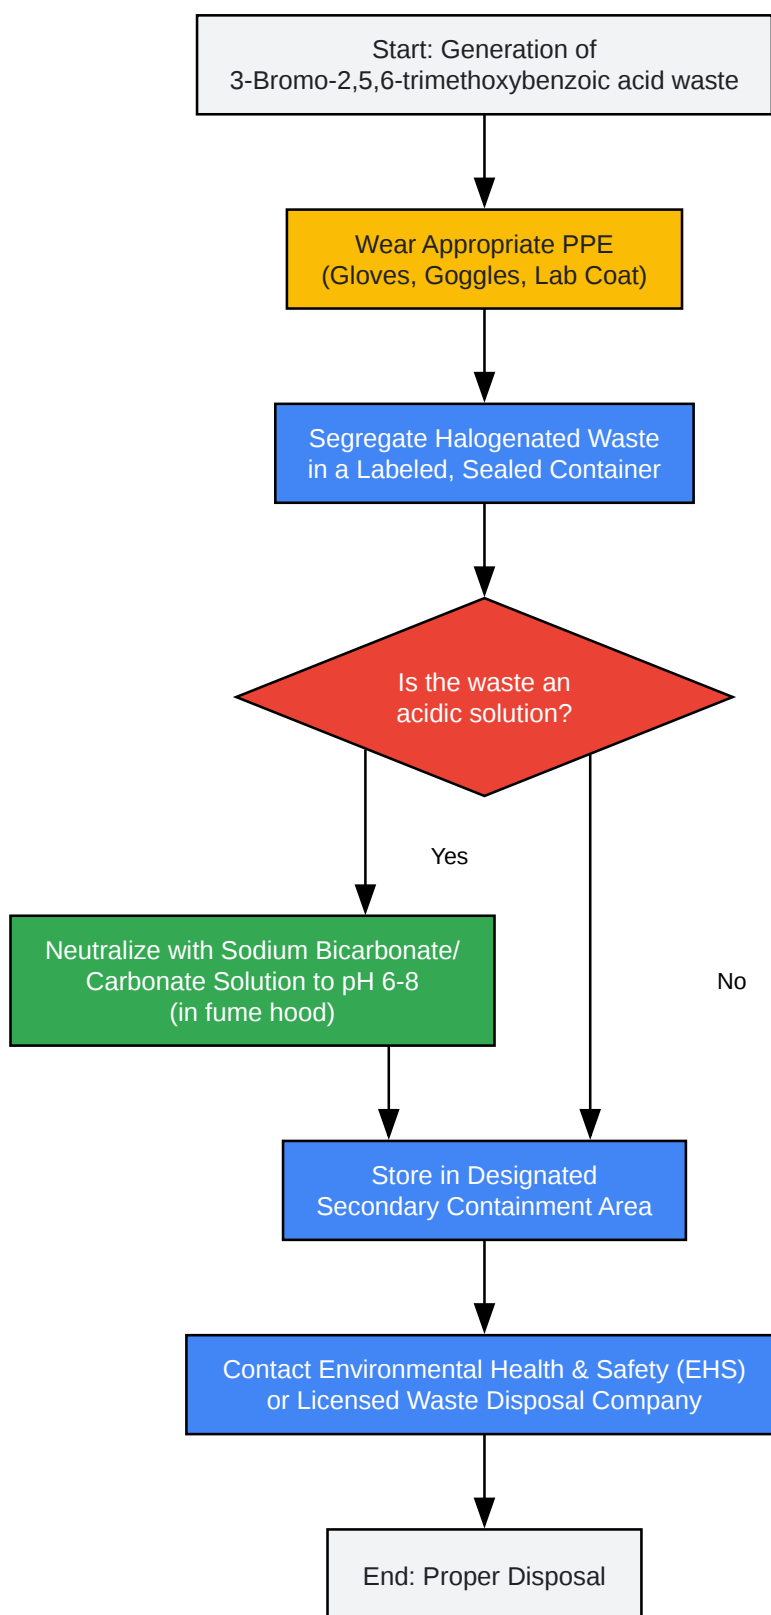 Start: Generation of
3-Bromo-2,5,6-trimethoxybenzoic acid waste
Wear Appropriate PPE
(Gloves, Goggles, Lab Coat)
Segregate Halogenated Waste
in a Labeled, Sealed Container
Is the waste an
acidic solution?
Yes
Neutralize with Sodium Bicarbonate/
Carbonate Solution to pH 6-8
(in fume hood)
No
Store in Designated
Secondary Containment Area
Contact Environmental Health & Safety (EHS)
or Licensed Waste Disposal Company
End: Proper Disposal